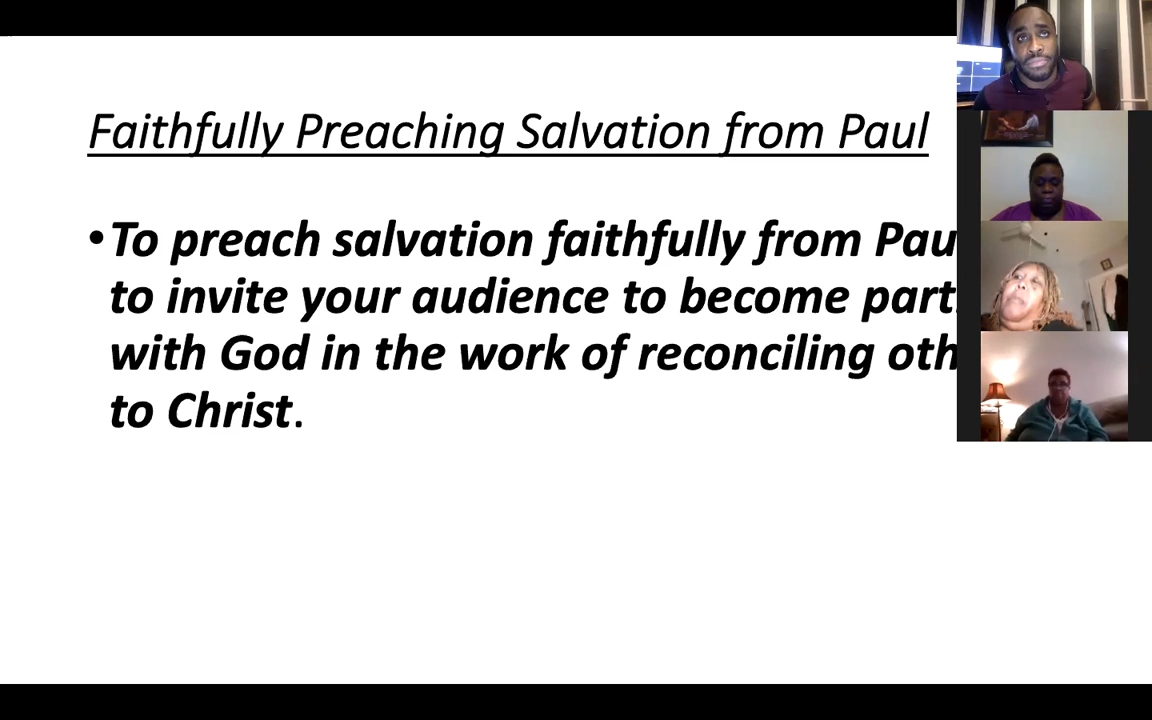 Faithfully Preaching Salvation from Paul
•To preach salvation faithfully from
to invite your audience to become
with God in the work of reconciling
to Christ.